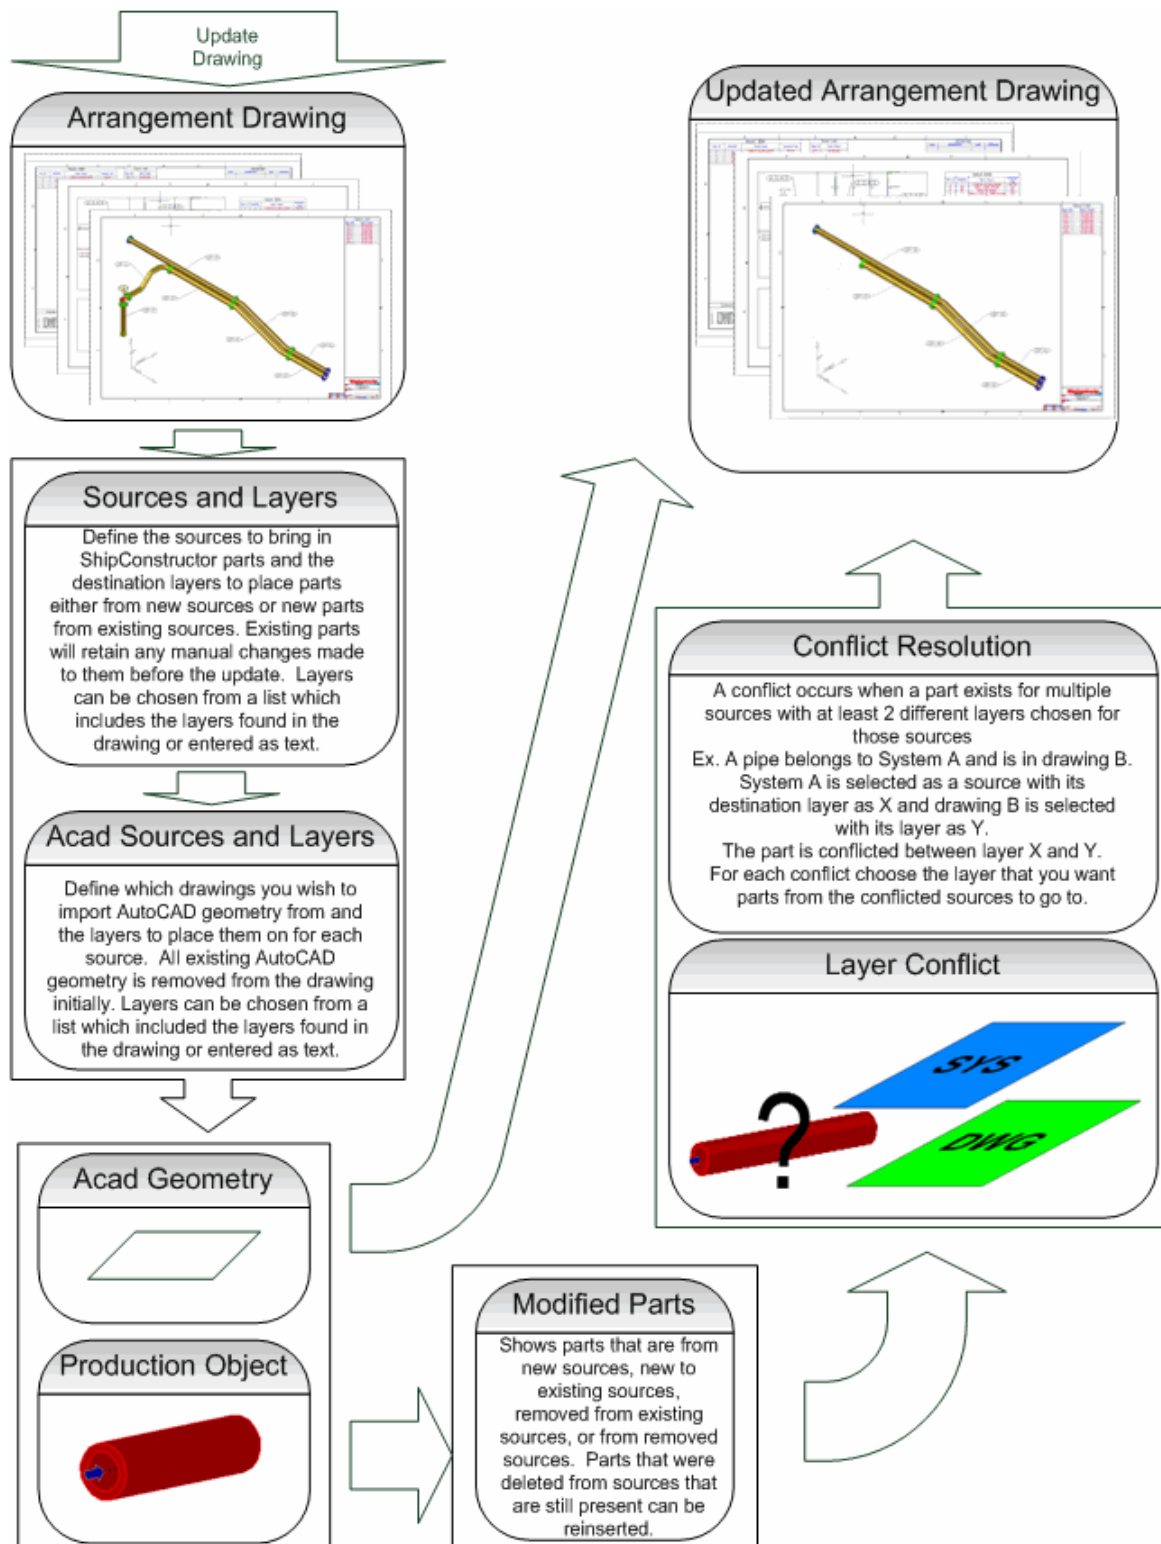 Update
Drawing
Arrangement Drawing
Sources and Layers
Define the sources to bring in
ShipConstructor parts and the
destination layers to place parts
either from new sources or new parts
from existing sources. Existing parts
will retain any manual changes made
to them before the update.  Layers
can be chosen from a list which
includes the layers found in the
drawing or entered as text.
Acad Sources and Layers
Define which drawings you wish to
import AutoCAD geometry from and
the layers to place them on for each
source.  All existing AutoCAD
geometry is removed from the drawing
initially. Layers can be chosen from a
list which included the layers found in
the drawing or entered as text.
Acad Geometry
Production Object
Modified Parts
Shows parts that are from
new sources, new to
existing sources,
removed from existing
sources, or from removed
sources.  Parts that were
deleted from sources that
are still present can be
reinserted.
Updated Arrangement Drawing
Conflict Resolution
A conflict occurs when a part exists for multiple
sources with at least 2 different layers chosen for
those sources
Ex. A pipe belongs to System A and is in drawing B.
System A is selected as a source with its
destination layer as X and drawing B is selected
with its layer as Y.
The part is conflicted between layer X and Y.
For each conflict choose the layer that you want
parts from the conflicted sources to go to.
Layer Conflict
SYS
?
DWG